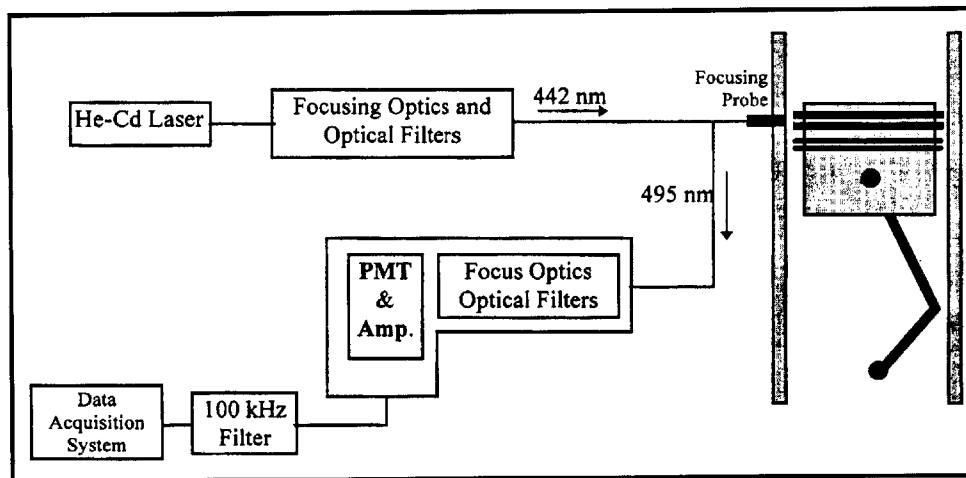 He-Cd Laser
Focusing Optics and
Optical Filters
442 nm
Focusing
Probe
495 nm
PMT
&
Amp.
Focus Optics
Optical Filters
Data
Acquisition
System
100 kHz
Filter